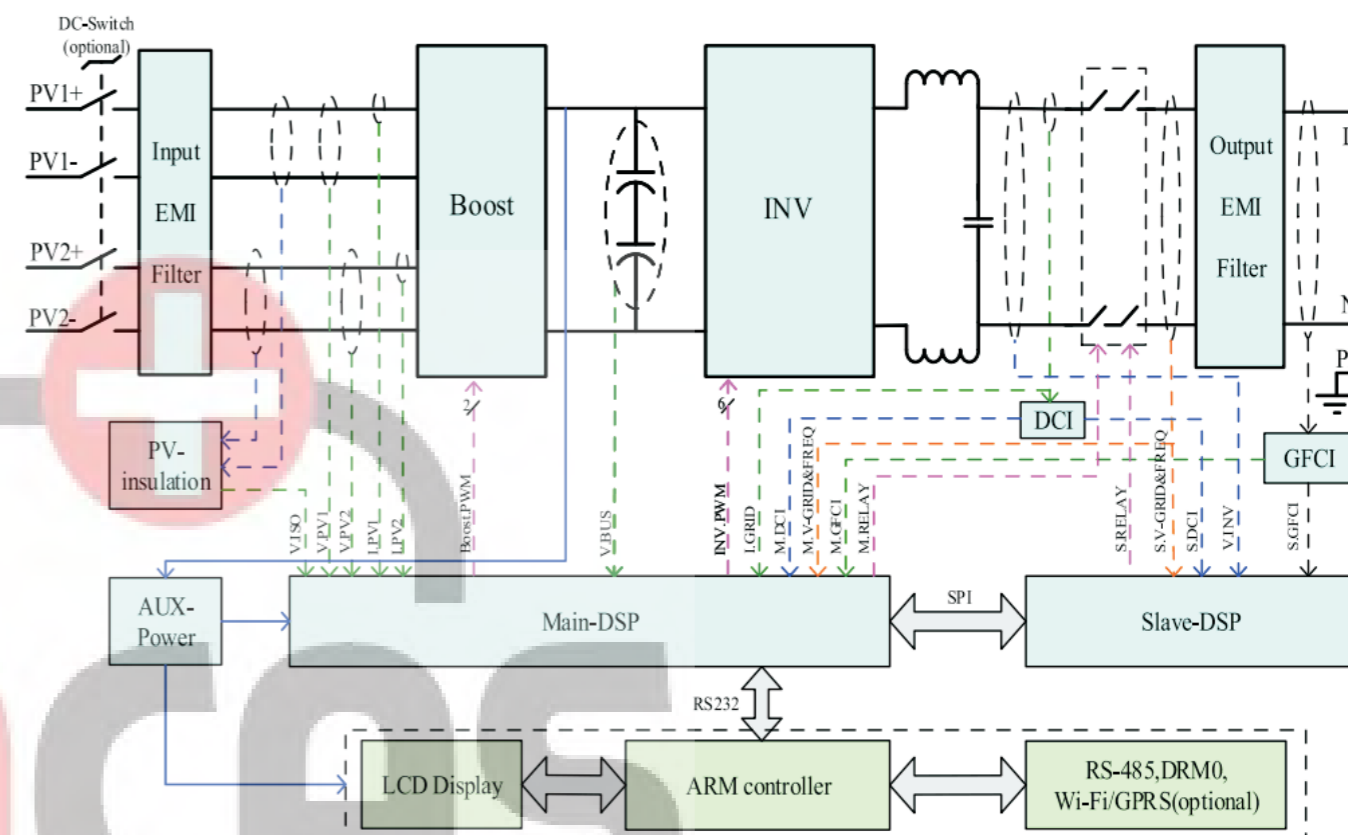 DC-Switch
(optional)
PV1+
PV1-
PV2+
PV2-
Input
EMI
Filter
Boost
INV
Output
EMI
Filter
N
P
PV-
insulation
DCI
GFCI
2/
6/
V.ISO
V.PV1
V.PV2
I.PV1
I.PV2
Boost.PWM
V.BUS
INV.PWM
I.GRID
M.DCI
M.V-GRID&FREQ
M.GFCI
M.RELAY
S.RELAY
S.V-GRID&FREQ
S.DCI
V.INV
S.GFCI
AUX-
Power
Main-DSP
SPI
Slave-DSP
RS232
LCD Display
ARM controller
RS-485,DRM0,
Wi-Fi/GPRS(optional)